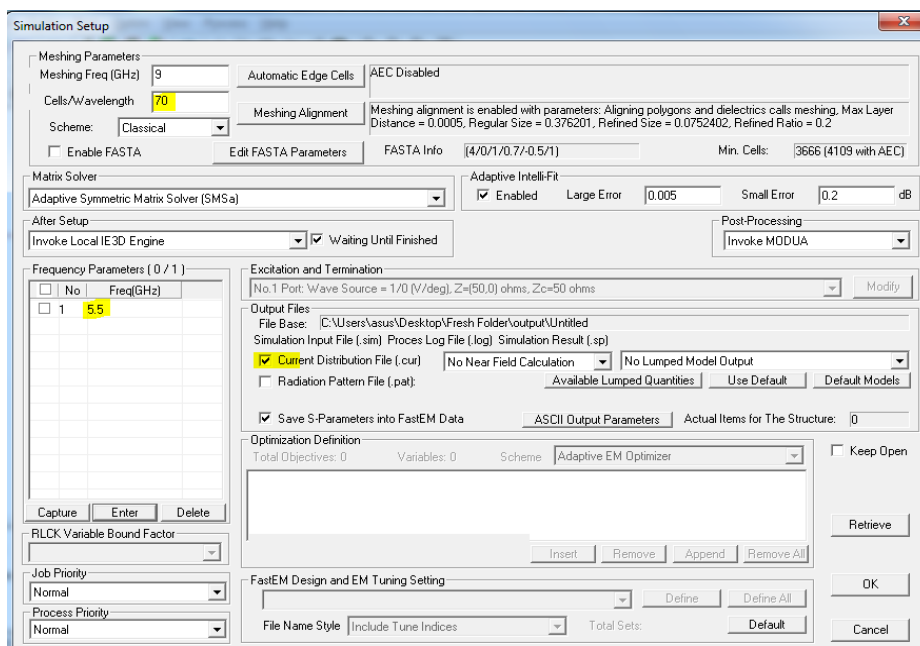 Simulation Setup
Meshing Parameters
Meshing Freq (GHz) 9 Automatic Edge Cells AEC Disabled
Cells/Wavelength 70
Meshing Alignment Meshing alignment is enabled with parameters: Aligning polygons and dielectrics calls meshing, Max Layer
Distance = 0.0005, Regular Size = 0.376201, Refined Size = 0.0752402, Refined Ratio = 0.2
Scheme: Classical
Enable FASTA Edit FASTA Parameters FASTA Info (4/0/1/0.7/-0.5/1) Min. Cells: 3666 (4109 with AEC)
Matrix Solver
Adaptive Symmetric Matrix Solver (SMSa)
Adaptive Intelli-Fit
Enabled Large Error 0.005 Small Error 0.2 dB
After Setup
Invoke Local IE3D Engine Waiting Until Finished
Post-Processing
Invoke MODUA
Frequency Parameters ( 0 / 1 )
No Freq(GHz)
1 5.5
Capture Enter Delete
Excitation and Termination
No.1 Port: Wave Source = 1/0 (V/deg), Z=(50,0) ohms, Zc=50 ohms Modify
Output Files
File Base: C:\Users\asus\Desktop\Fresh Folder\output\Untitled
Simulation Input File (.sim) Proces Log File (.log) Simulation Result (.sp)
Current Distribution File (.cur) No Near Field Calculation No Lumped Model Output
Radiation Pattern File (.pat): Available Lumped Quantities Use Default Default Models
Save S-Parameters into FastEM Data ASCII Output Parameters Actual Items for The Structure: 0
Optimization Definition
Total Objectives: 0 Variables: 0 Scheme Adaptive EM Optimizer
Insert Remove Append Remove All
Keep Open
Retrieve
RLCK Variable Bound Factor
Job Priority
Normal
Process Priority
Normal
FastEM Design and EM Tuning Setting
Define Define All
File Name Style Include Tune Indices Total Sets: Default
OK
Cancel